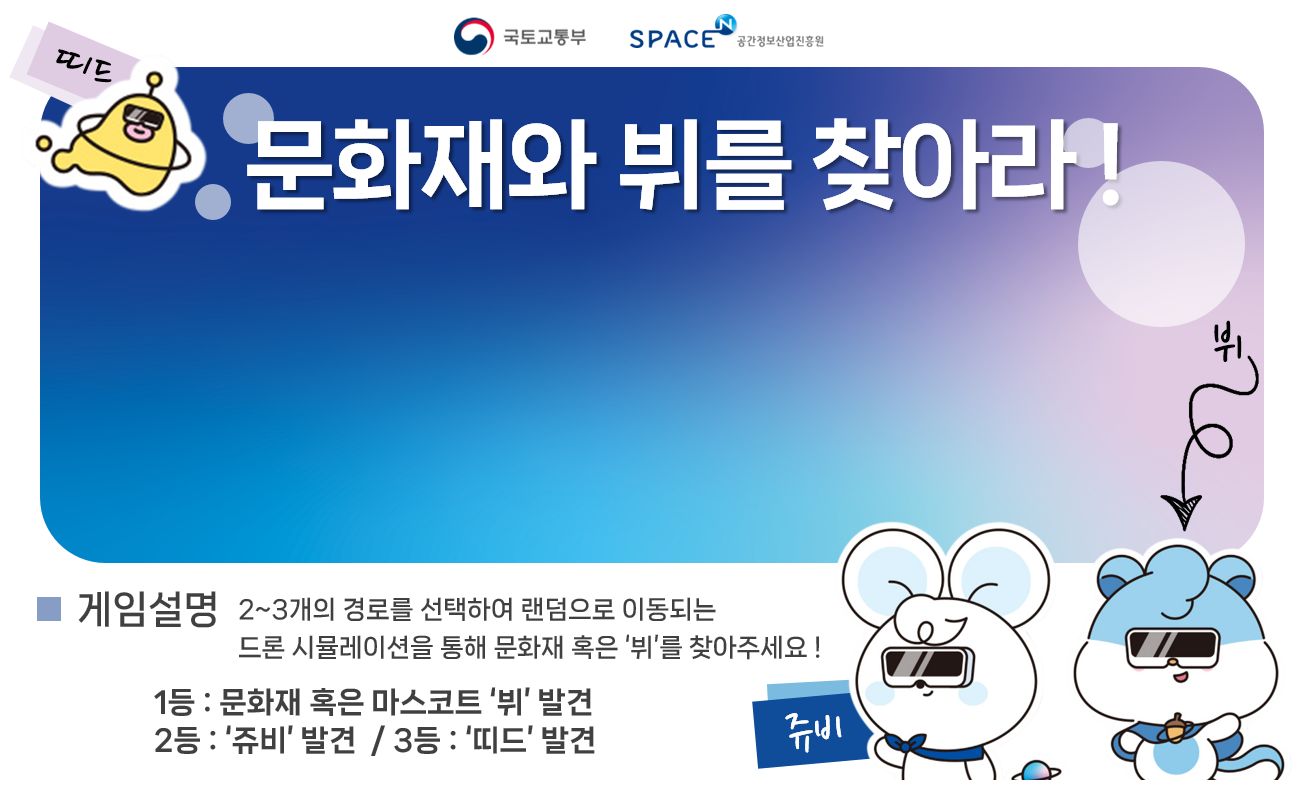 국토교통부
SPACE N 공간정보산업진흥원
띠드
문화재와 뷔를 찾아라 !
뷔
게임설명
2~3개의 경로를 선택하여 랜덤으로 이동되는
드론 시뮬레이션을 통해 문화재 혹은 ‘뷔’를 찾아주세요 !
1등 : 문화재 혹은 마스코트 ‘뷔’ 발견
2등 : ‘쥬비’ 발견 / 3등 : ‘띠드’ 발견
쥬비